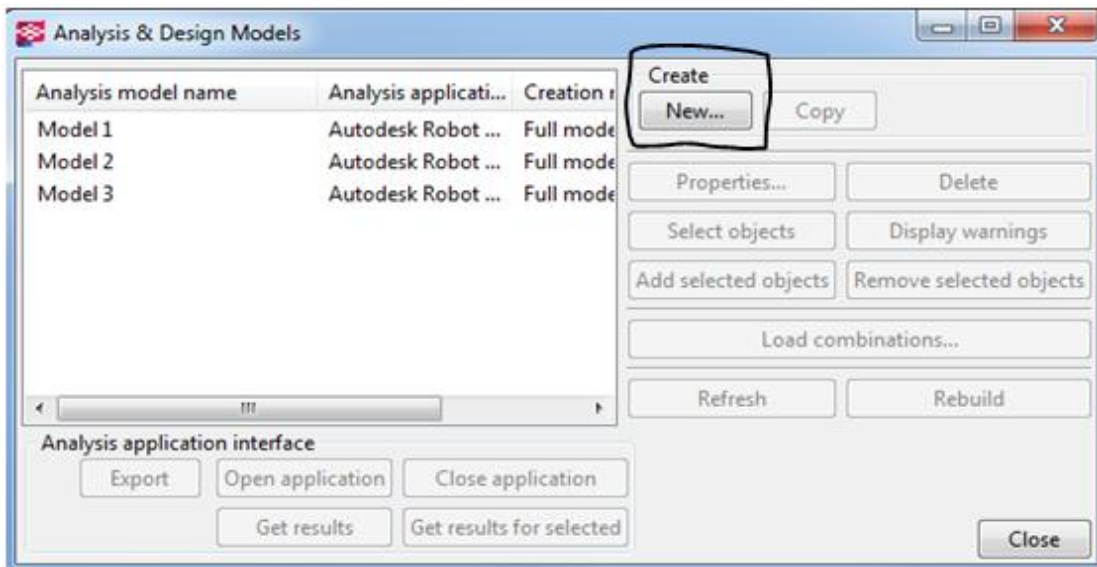 Analysis & Design Models
Analysis model name Analysis applicati... Creation r
Model 1 Autodesk Robot ... Full mode
Model 2 Autodesk Robot ... Full mode
Model 3 Autodesk Robot ... Full mode
Create
New... Copy
Properties... Delete
Select objects Display warnings
Add selected objects Remove selected objects
Load combinations...
Refresh Rebuild
Analysis application interface
Export Open application Close application
Get results Get results for selected
Close